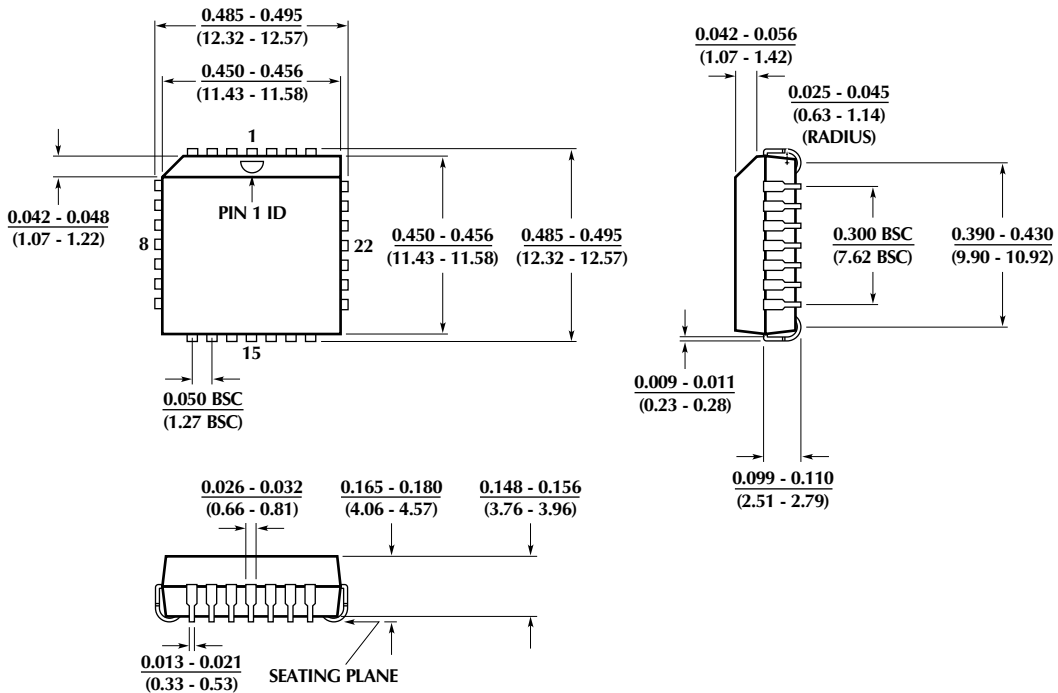 0.485 - 0.495
(12.32 - 12.57)
0.450 - 0.456
(11.43 - 11.58)
0.042 - 0.056
(1.07 - 1.42)
0.025 - 0.045
(0.63 - 1.14)
(RADIUS)
1
PIN 1 ID
0.042 - 0.048
(1.07 - 1.22)
8
22
0.450 - 0.456
(11.43 - 11.58)
0.485 - 0.495
(12.32 - 12.57)
0.300 BSC
(7.62 BSC)
0.390 - 0.430
(9.90 - 10.92)
15
0.050 BSC
(1.27 BSC)
0.009 - 0.011
(0.23 - 0.28)
0.099 - 0.110
(2.51 - 2.79)
0.026 - 0.032
(0.66 - 0.81)
0.165 - 0.180
(4.06 - 4.57)
0.148 - 0.156
(3.76 - 3.96)
0.013 - 0.021
(0.33 - 0.53)
SEATING PLANE